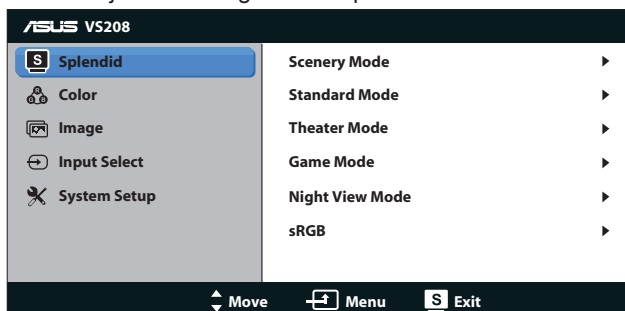 ASUS VS208
S Splendid
Color
Image
Input Select
System Setup
Scenery Mode
Standard Mode
Theater Mode
Game Mode
Night View Mode
sRGB
Move Menu S Exit